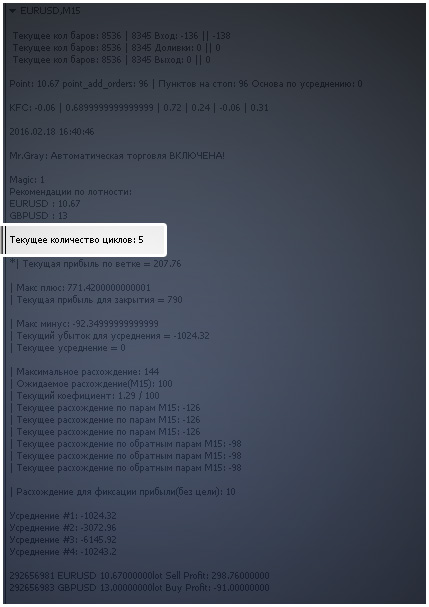 ▼ EURUSD,M15
Текущее кол баров: 8536 | 8345 Вход: -136 || -138
Текущее кол баров: 8536 | 8345 Доливки: 0 || 0
Текущее кол баров: 8536 | 8345 Выход: 0 || 0
Point: 10.67 point_add_orders: 96 | Пунктов на стоп: 96 Основа по усреднению: 0
KFC: -0.06 | 0.6899999999999999 | 0.72 | 0.24 | -0.06 | 0.31
2016.02.18 16:40:46
Mr.Gray: Автоматическая торговля ВКЛЮЧЕНА!
Magic: 1
Рекомендации по лотности:
EURUSD : 10.67
GBPUSD : 13
Текущее количество циклов: 5
*| Текущая прибыль по ветке = 207.76
| Макс плюс: 771.4200000000001
| Текущая прибыль для закрытия = 790
| Макс минус: -92.34999999999999
| Текущий убыток для усреднения = -1024.32
| Текущее усреднение = 0
| Максимальное расхождение: 144
| Ожидаемое расхождение(M15): 100
| Текущий коефициент: 1.29 / 100
| Текущее расхождение по парам M15: -126
| Текущее расхождение по парам M15: -126
| Текущее расхождение по парам M15: -126
| Текущее расхождение по обратным парам M15: -98
| Текущее расхождение по обратным парам M15: -98
| Текущее расхождение по обратным парам M15: -98
| Расхождение для фиксации прибыли(без цели): 10
Усреднение #1: -1024.32
Усреднение #2: -3072.96
Усреднение #3: -6145.92
Усреднение #4: -10243.2
292656981 EURUSD 10.67000000lot Sell Profit: 298.76000000
292656983 GBPUSD 13.00000000lot Buy Profit: -91.00000000